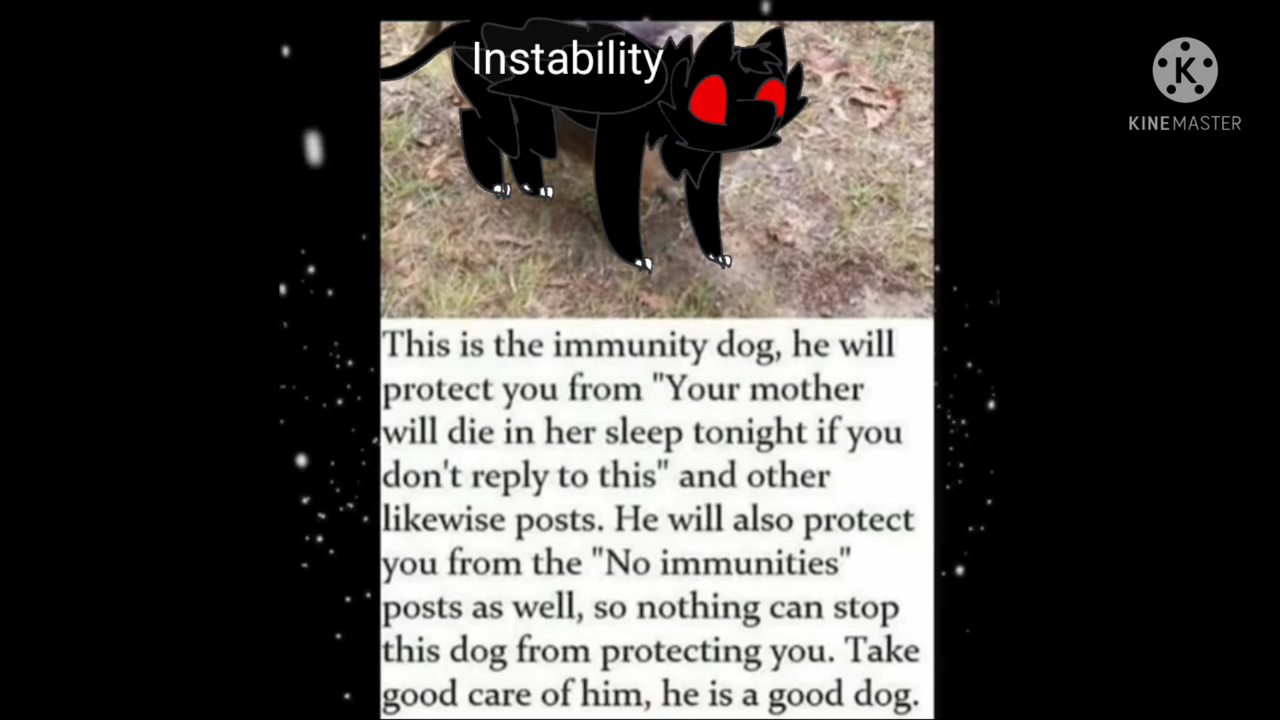 Instability
K
KINEMASTER
This is the immunity dog, he will
protect you from "Your mother
will die in her sleep tonight if you
don't reply to this" and other
likewise posts. He will also protect
you from the "No immunities"
posts as well, so nothing can stop
this dog from protecting you. Take
good care of him, he is a good dog.